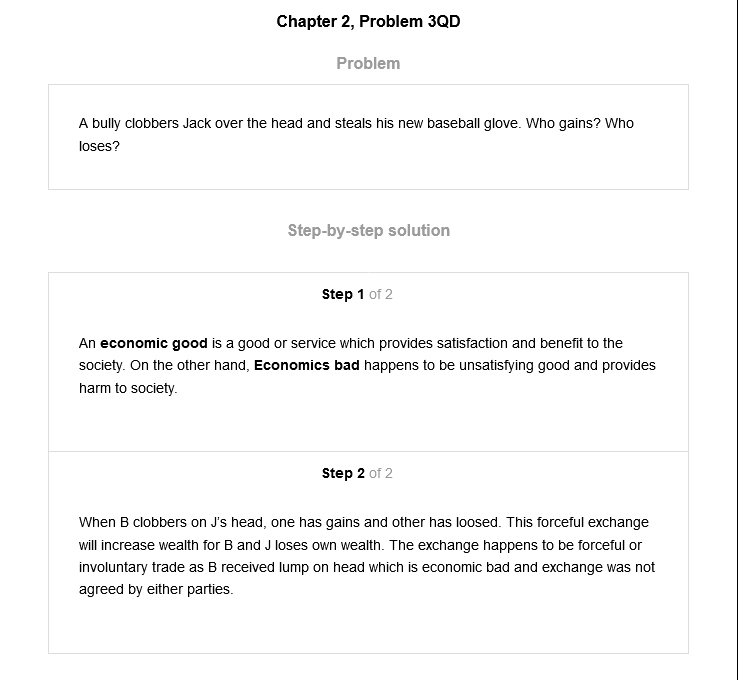 Chapter 2, Problem 3QD
Problem
A bully clobbers Jack over the head and steals his new baseball glove. Who gains? Who
loses?
Step-by-step solution
Step 1 of 2
An economic good is a good or service which provides satisfaction and benefit to the
society. On the other hand, Economics bad happens to be unsatisfying good and provides
harm to society.
Step 2 of 2
When B clobbers on J's head, one has gains and other has loosed. This forceful exchange
will increase wealth for B and J loses own wealth. The exchange happens to be forceful or
involuntary trade as B received lump on head which is economic bad and exchange was not
agreed by either parties.